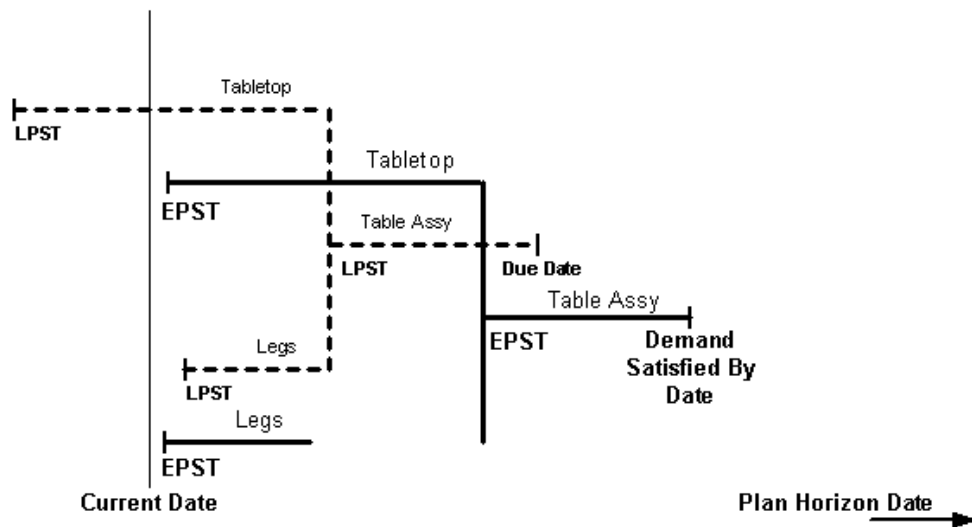 Tabletop
LPST
Tabletop
EPST
Table Assy
LPST
Due Date
Table Assy
EPST
Demand
Satisfied By
Date
Legs
LPST
Legs
EPST
Current Date
Plan Horizon Date